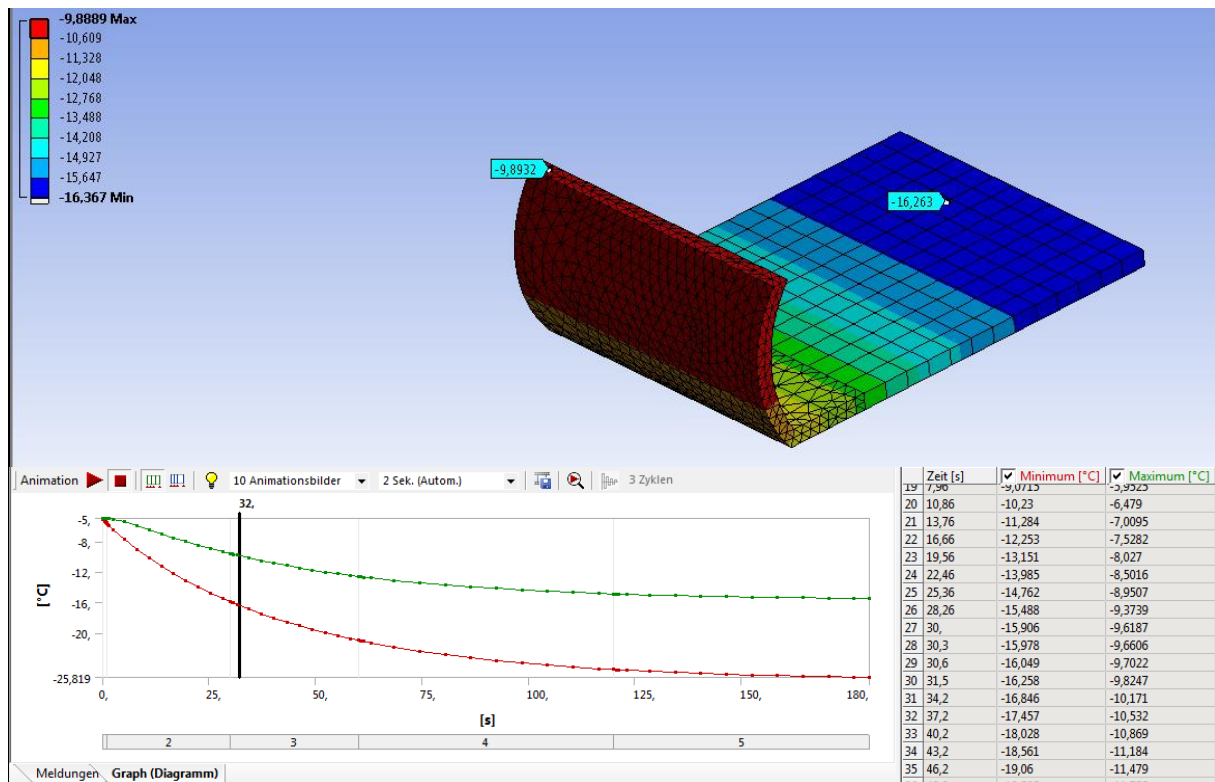 -9,8889 Max
-10,609
-11,328
-12,048
-12,768
-13,488
-14,208
-14,927
-15,647
-16,367 Min
-9,8932
-16,263
Animation 10 Animationsbilder 2 Sek. (Autom.) 3 Zyklen
32,
-5,
-8,
-12,
-16,
-20,
-25,819
[°C]
0, 25, 50, 75, 100, 125, 150, 180,
[s]
2 3 4 5
Meldungen Graph (Diagramm)
Zeit [s] Minimum [°C] Maximum [°C]
19 7,96 -9,0715 -5,9525
20 10,86 -10,23 -6,479
21 13,76 -11,284 -7,0095
22 16,66 -12,253 -7,5282
23 19,56 -13,151 -8,027
24 22,46 -13,985 -8,5016
25 25,36 -14,762 -8,9507
26 28,26 -15,488 -9,3739
27 30, -15,906 -9,6187
28 30,3 -15,978 -9,6606
29 30,6 -16,049 -9,7022
30 31,5 -16,258 -9,8247
31 34,2 -16,846 -10,171
32 37,2 -17,457 -10,532
33 40,2 -18,028 -10,869
34 43,2 -18,561 -11,184
35 46,2 -19,06 -11,479